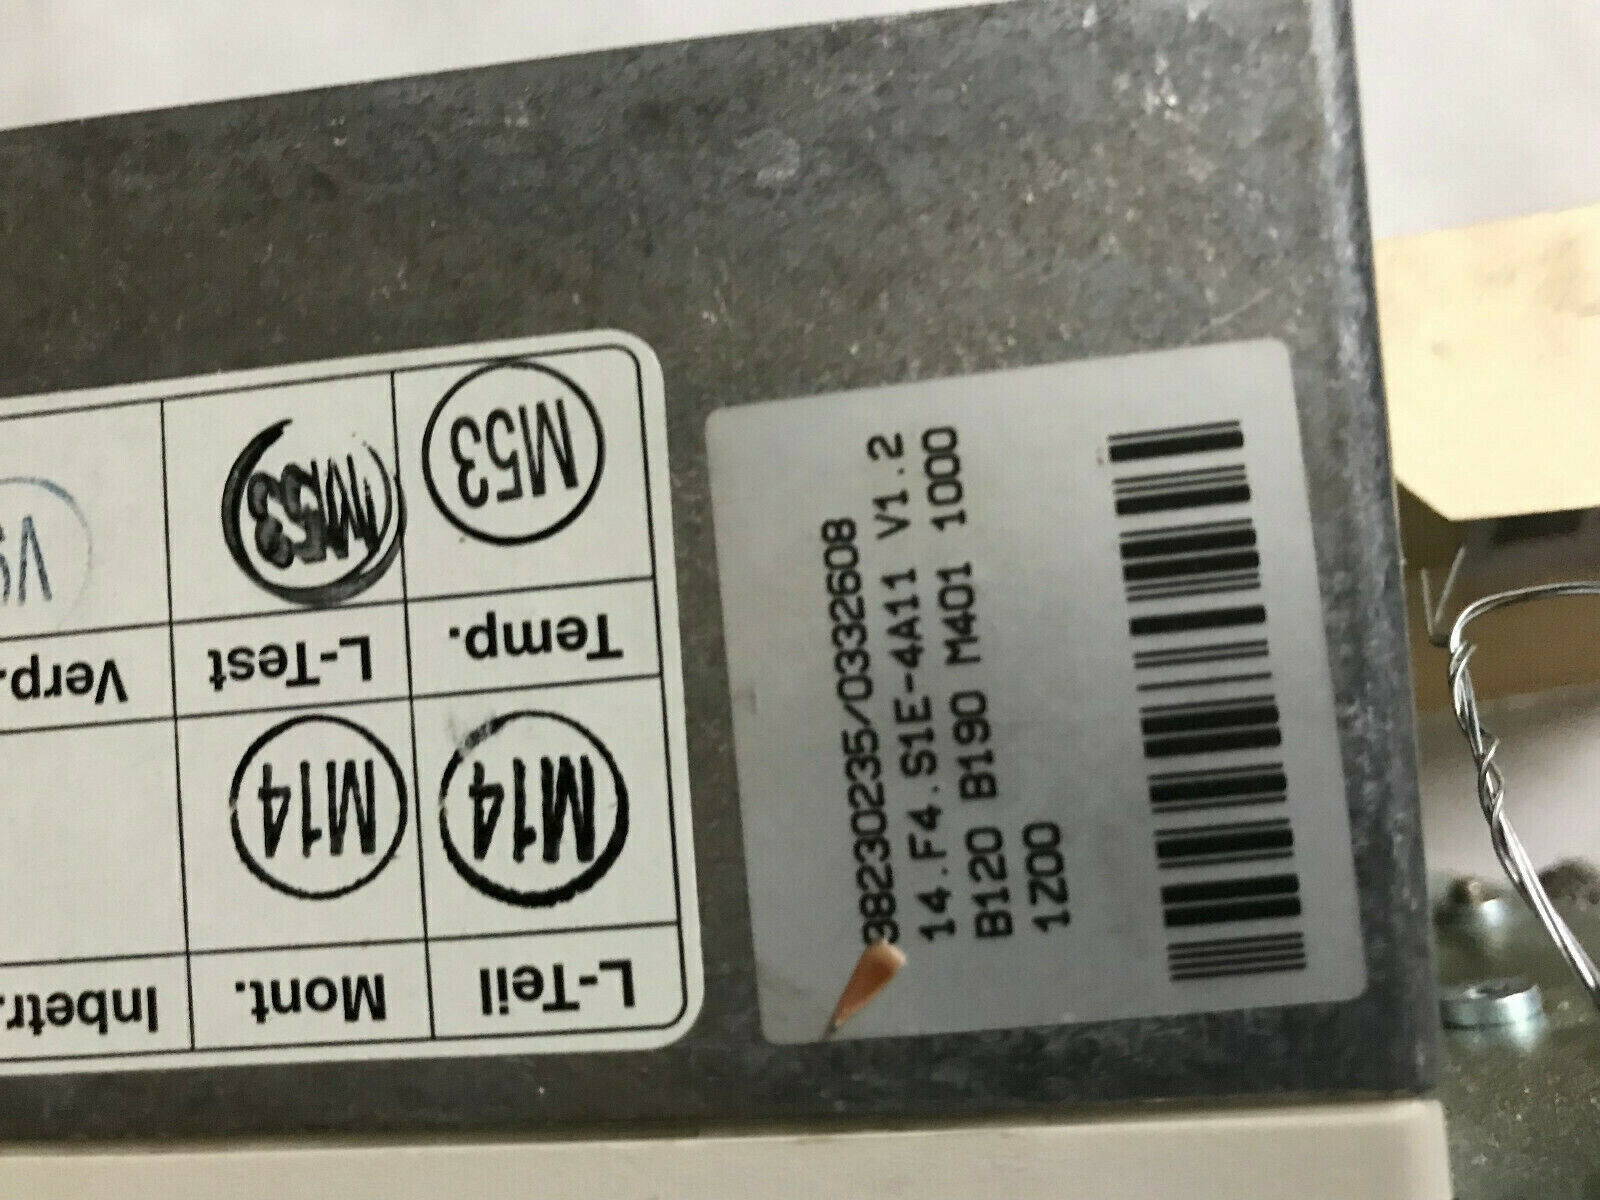 38230235/0332608
14.F4.S1E-4A11 V1.2
B120 B190 M401 1000
1Z00
L-Teil Mont. Inbetr.
M14 M14
Temp. L-Test Verp.
M53 M53